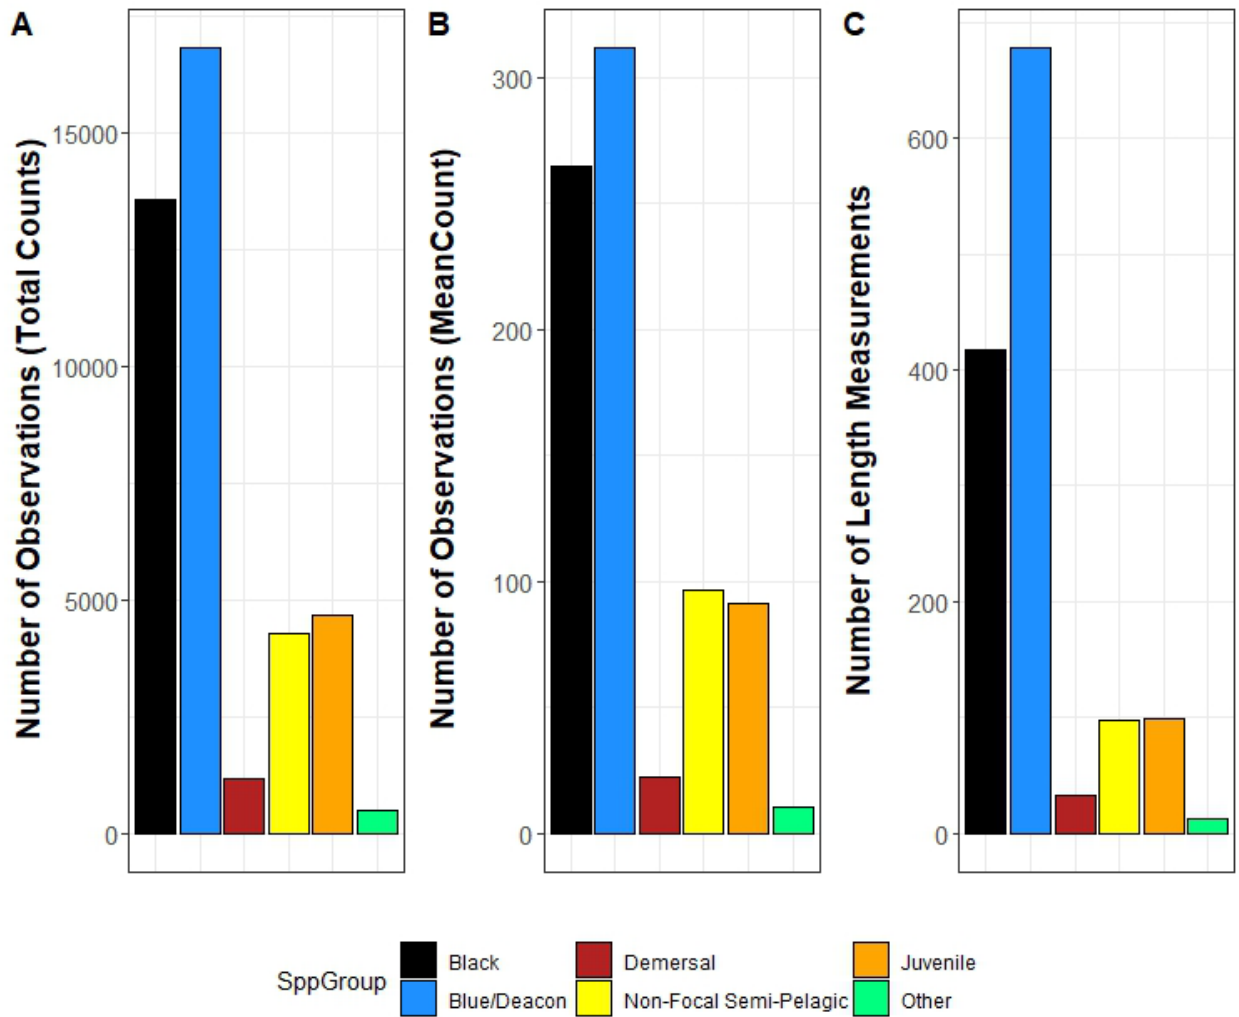 A
Number of Observations (Total Counts)
15000
10000
5000
0
B
Number of Observations (MeanCount)
300
200
100
0
C
Number of Length Measurements
600
400
200
0
SppGroup
Black
Blue/Deacon
Demersal
Non-Focal Semi-Pelagic
Juvenile
Other